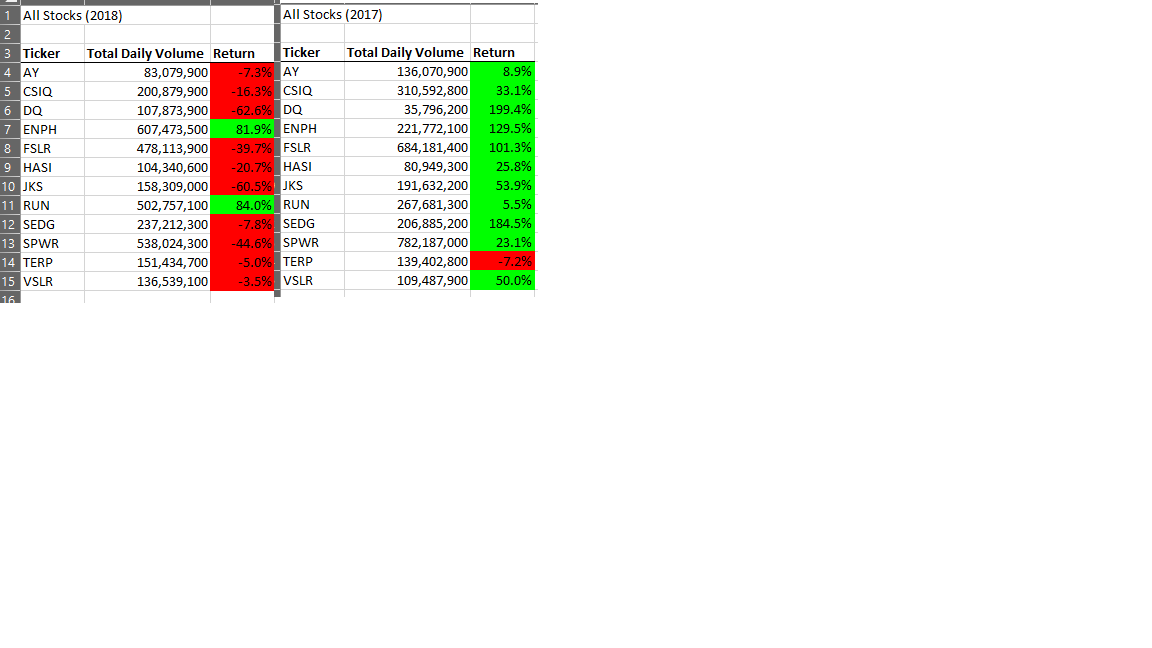 1 All Stocks (2018) All Stocks (2017)
2
3 Ticker Total Daily Volume Return Ticker Total Daily Volume Return
4 AY 83,079,900 -7.3% AY 136,070,900 8.9%
5 CSIQ 200,879,900 -16.3% CSIQ 310,592,800 33.1%
6 DQ 107,873,900 -62.6% DQ 35,796,200 199.4%
7 ENPH 607,473,500 81.9% ENPH 221,772,100 129.5%
8 FSLR 478,113,900 -39.7% FSLR 684,181,400 101.3%
9 HASI 104,340,600 -20.7% HASI 80,949,300 25.8%
10 JKS 158,309,000 -60.5% JKS 191,632,200 53.9%
11 RUN 502,757,100 84.0% RUN 267,681,300 5.5%
12 SEDG 237,212,300 -7.8% SEDG 206,885,200 184.5%
13 SPWR 538,024,300 -44.6% SPWR 782,187,000 23.1%
14 TERP 151,434,700 -5.0% TERP 139,402,800 -7.2%
15 VSLR 136,539,100 -3.5% VSLR 109,487,900 50.0%
16